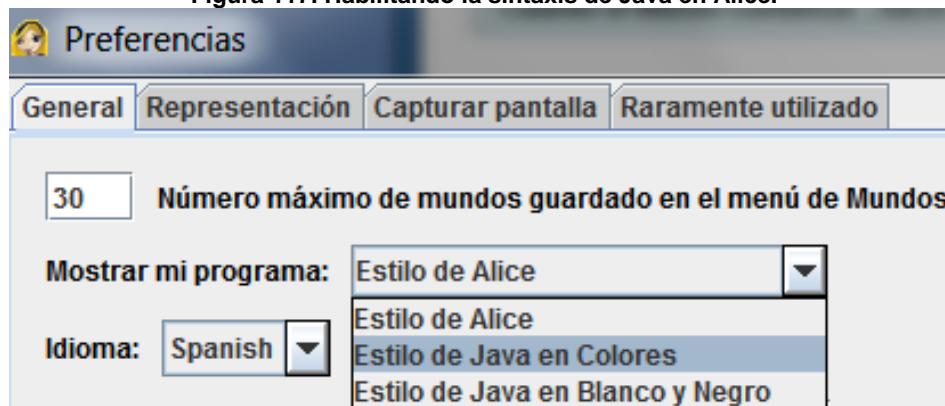 Figura 117. Habilitando la sintaxis de Java en Alice.
Preferencias
General Representación Capturar pantalla Raramente utilizado
30 Número máximo de mundos guardado en el menú de Mundos
Mostrar mi programa: Estilo de Alice
Estilo de Alice
Idioma: Spanish Estilo de Java en Colores
Estilo de Java en Blanco y Negro